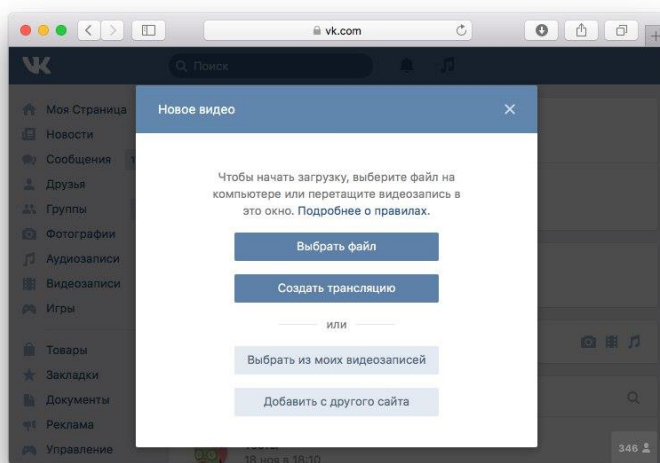 vk.com
Поиск
Моя Страница
Новости
Сообщения
Друзья
Группы
Фотографии
Аудиозаписи
Видеозаписи
Игры
Товары
Закладки
Документы
Реклама
Управление
Новое видео
Чтобы начать загрузку, выберите файл на
компьютере или перетащите видеозапись в
это окно. Подробнее о правилах.
Выбрать файл
Создать трансляцию
или
Выбрать из моих видеозаписей
Добавить с другого сайта
18 ноя в 18:10
346